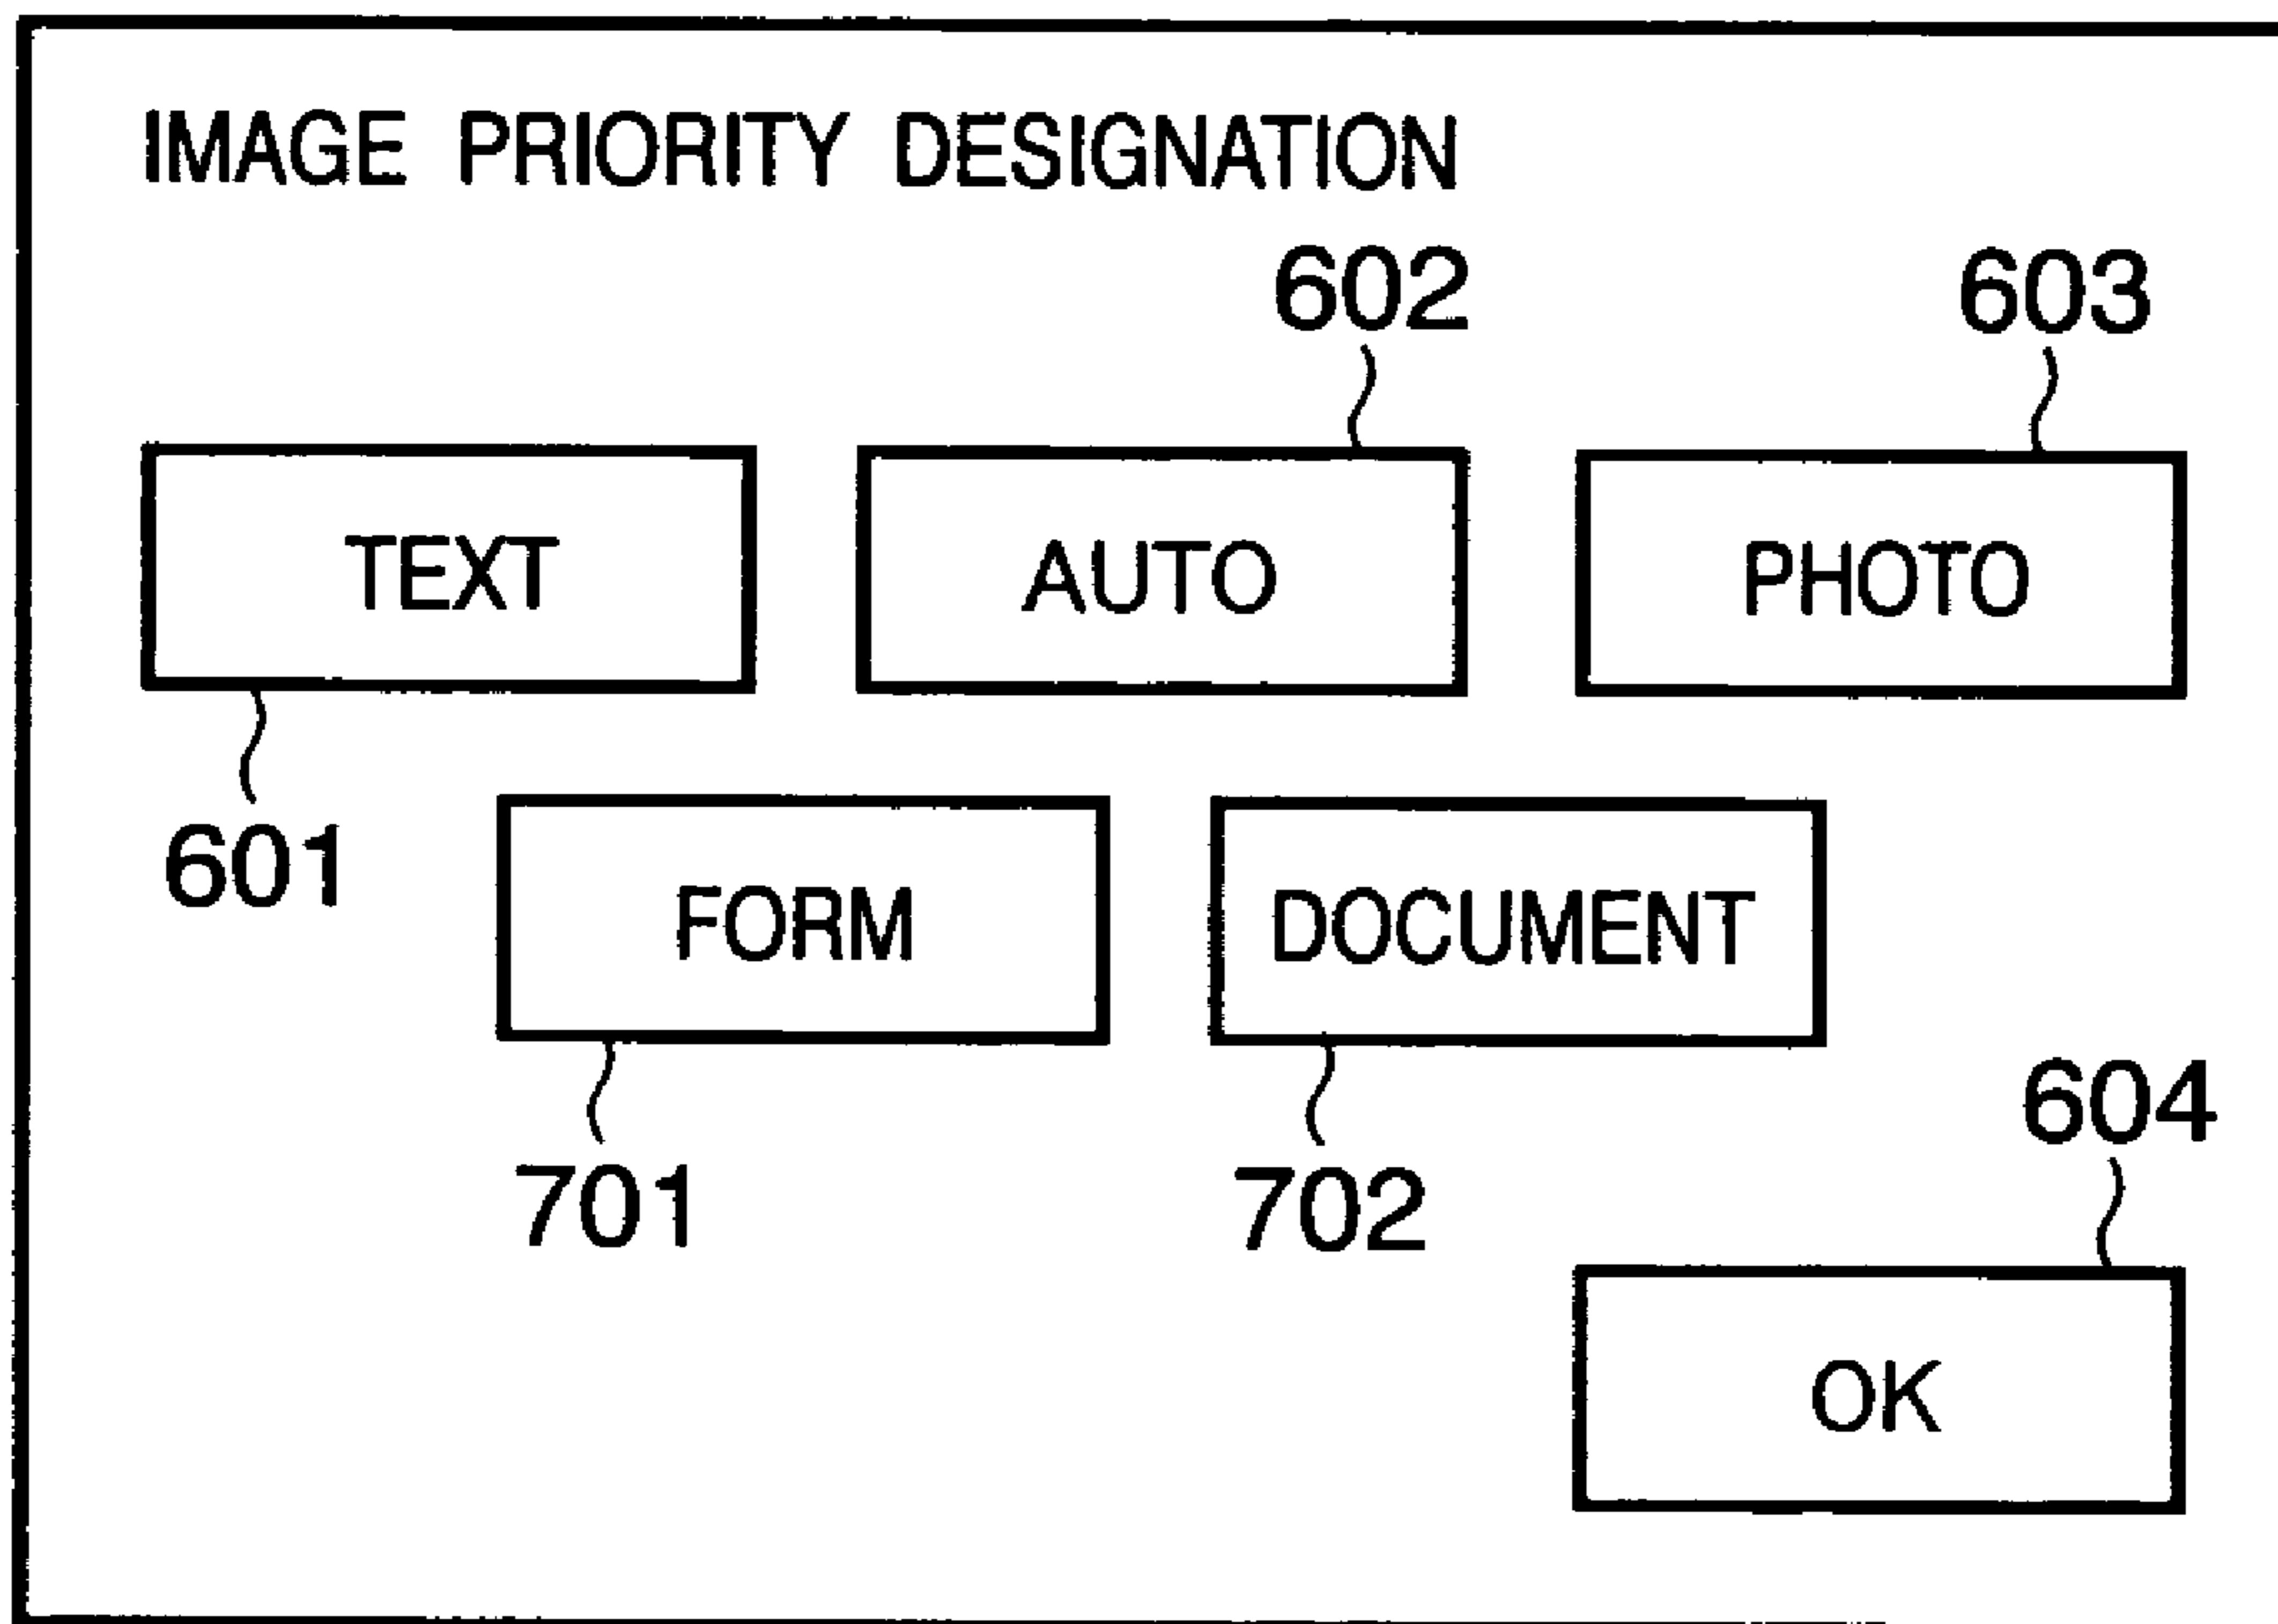 IMAGE PRIORITY DESIGNATION
602
603
TEXT
AUTO
PHOTO
601
FORM
DOCUMENT
701
702
604
OK